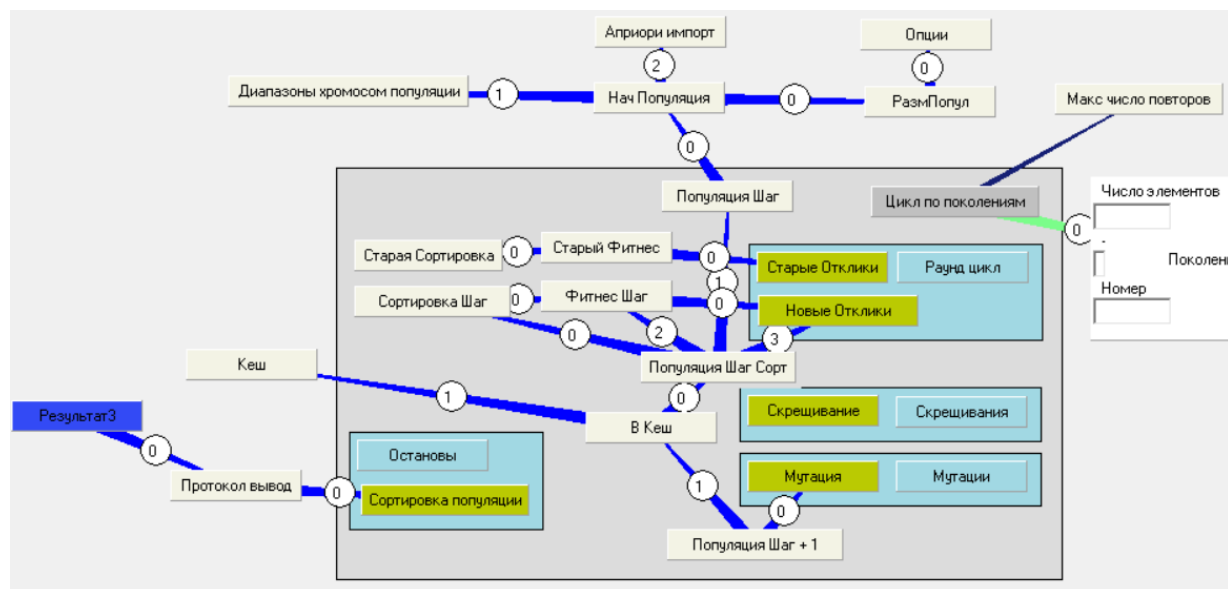 Априори импорт
Опции
2
0
Диапазоны хромосом популяции
1
Нач Популяция
0
РазмПопул
Макс число повторов
0
Популяция Шаг
Цикл по поколениям
0
Число элементов
Старая Сортировка
0
Старый Фитнес
0
Старые Отклики
Раунд цикл
Поколен
1
Сортировка Шаг
0
Фитнес Шаг
0
Новые Отклики
Номер
0
2
3
Кеш
Популяция Шаг Сорт
1
0
Результат3
В Кеш
Скрещивание
Скрещивания
0
Остановы
Протокол вывод
0
Сортировка популяции
1
Мутация
Мутации
0
Популяция Шаг + 1